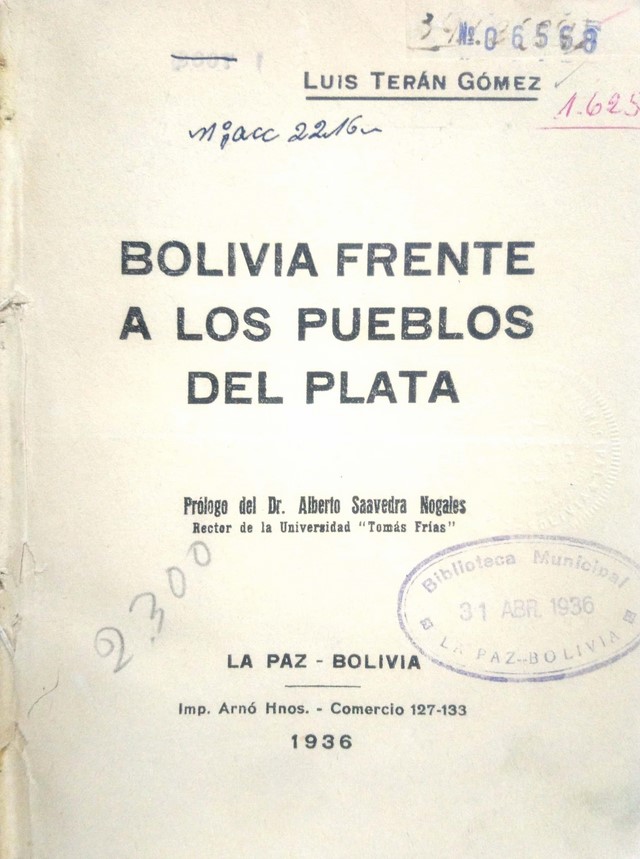 Nº. 06568
LUIS TERÁN GÓMEZ
1.625
Nº acc 2216
BOLIVIA FRENTE
A LOS PUEBLOS
DEL PLATA
Prólogo del Dr. Alberto Saavedra Nogales
Rector de la Universidad "Tomás Frías"
Biblioteca Municipal
31 ABR. 1936
LA PAZ-BOLIVIA
2300
LA PAZ - BOLIVIA
Imp. Arnó Hnos. - Comercio 127-133
1936